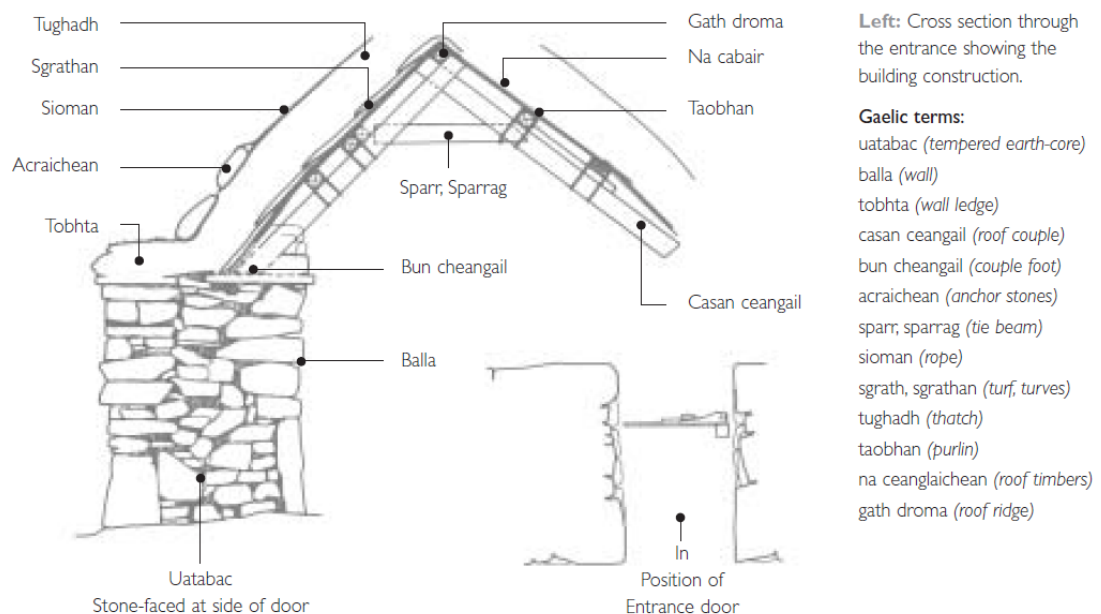 Tughadh
Sgrathan
Sioman
Acraichean
Tobhta
Gath droma
Na cabair
Taobhan
Sparr, Sparrag
Bun cheangail
Casan ceangail
Balla
Uatabac
Stone-faced at side of door
In
Position of
Entrance door
Left: Cross section through
the entrance showing the
building construction.
Gaelic terms:
uatabac (tempered earth-core)
balla (wall)
tobhta (wall ledge)
casan ceangail (roof couple)
bun cheangail (couple foot)
acraichean (anchor stones)
sparr, sparrag (tie beam)
sioman (rope)
sgrath, sgrathan (turf, turves)
tughadh (thatch)
taobhan (purlin)
na ceanglaichean (roof timbers)
gath droma (roof ridge)